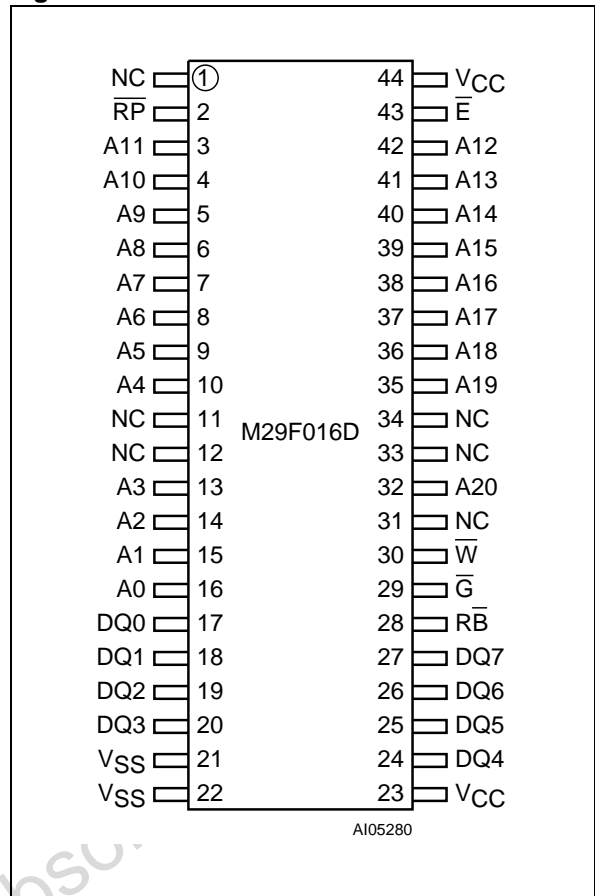 NC 1 44 VCC
R̅P̅ 2 43 E̅
A11 3 42 A12
A10 4 41 A13
A9 5 40 A14
A8 6 39 A15
A7 7 38 A16
A6 8 37 A17
A5 9 36 A18
A4 10 35 A19
NC 11 34 NC
M29F016D
NC 12 33 NC
A3 13 32 A20
A2 14 31 NC
A1 15 30 W̅
A0 16 29 G̅
DQ0 17 28 RB̅
DQ1 18 27 DQ7
DQ2 19 26 DQ6
DQ3 20 25 DQ5
VSS 21 24 DQ4
VSS 22 23 VCC
AI05280